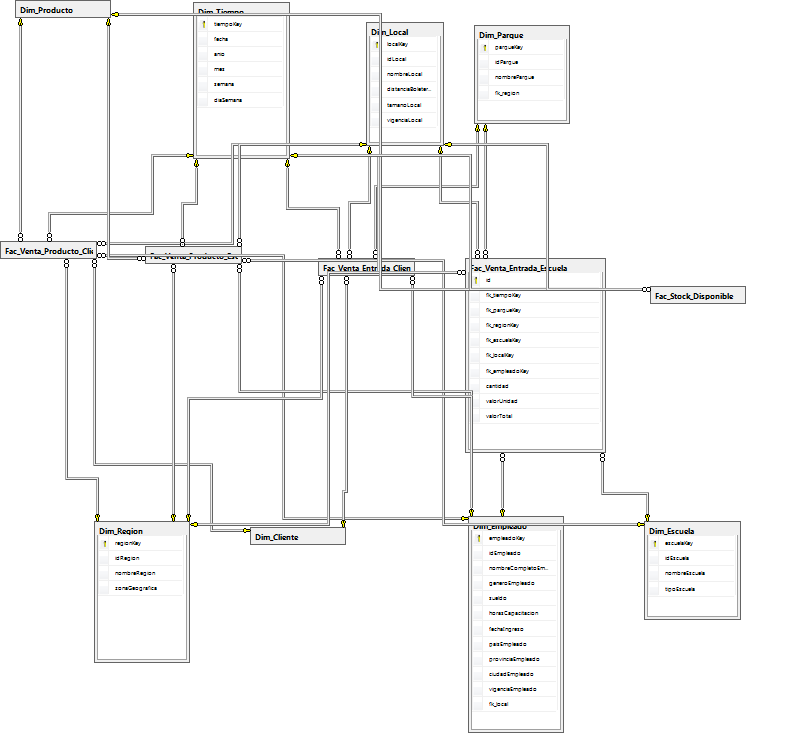 Dim_Producto
Dim_Tiempo
tiempoKey
fecha
anio
mes
semana
diaSemana
Dim_Local
localKey
idLocal
nombreLocal
distanciaBoleter..
tamanoLocal
vigenciaLocal
Dim_Parque
parqueKey
idParque
nombreParque
fk_region
Fac_Venta_Producto_Clie
Fac_Venta_Producto_Esc
Fac_Venta_Entrada_Clien
Fac_Venta_Entrada_Escuela
id
fk_tiempoKey
fk_parqueKey
fk_regionKey
fk_escuelaKey
fk_localKey
fk_empleadoKey
cantidad
valorUnidad
valorTotal
Fac_Stock_Disponible
Dim_Region
regionKey
idRegion
nombreRegion
zonaGeografica
Dim_Cliente
Dim_Empleado
empleadoKey
idEmpleado
nombreCompletoEm..
generoEmpleado
sueldo
horasCapacitacion
fechaIngreso
paisEmpleado
provinciaEmpleado
ciudadEmpleado
vigenciaEmpleado
fk_local
Dim_Escuela
escuelaKey
idEscuela
nombreEscuela
tipoEscuela